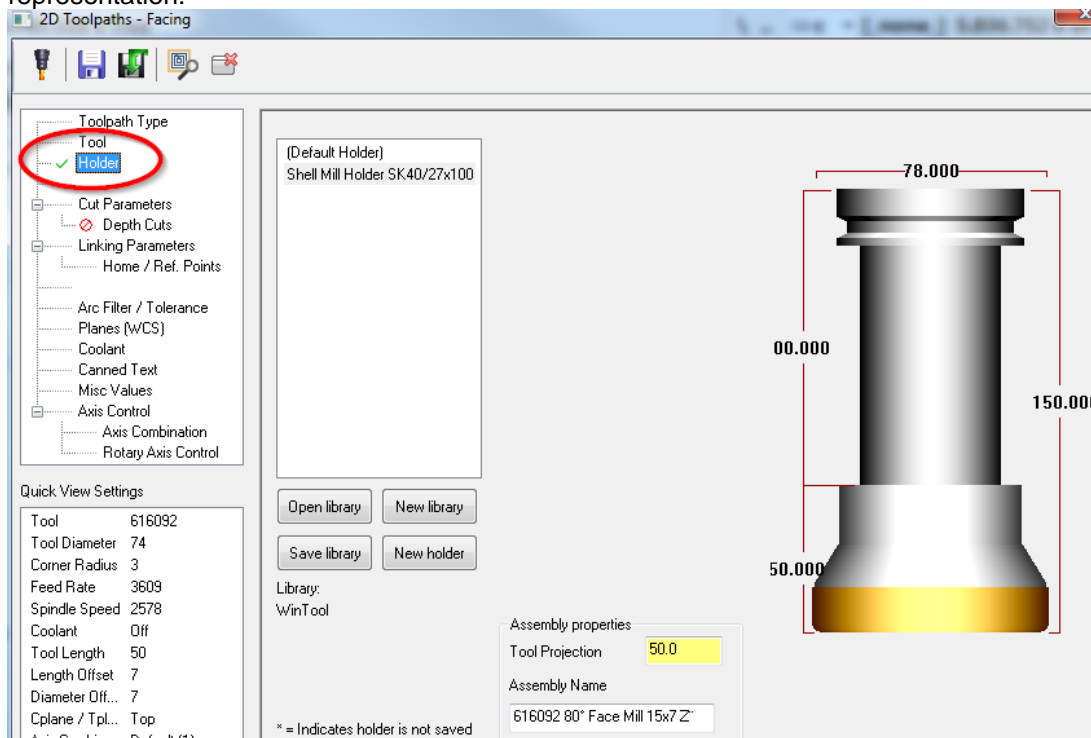 representation.
2D Toolpaths - Facing
Toolpath Type
Tool
Holder
Cut Parameters
Depth Cuts
Linking Parameters
Home / Ref. Points
Arc Filter / Tolerance
Planes (WCS)
Coolant
Canned Text
Misc Values
Axis Control
Axis Combination
Rotary Axis Control
Quick View Settings
Tool 616092
Tool Diameter 74
Corner Radius 3
Feed Rate 3609
Spindle Speed 2578
Coolant Off
Tool Length 50
Length Offset 7
Diameter Off... 7
Cplane / Tpl... Top
(Default Holder)
Shell Mill Holder SK40/27x100
Open library New library
Save library New holder
Library:
WinTool
* = Indicates holder is not saved
Assembly properties
Tool Projection 50.0
Assembly Name
616092 80° Face Mill 15x7 Z"
78.000
00.000
150.00
50.000